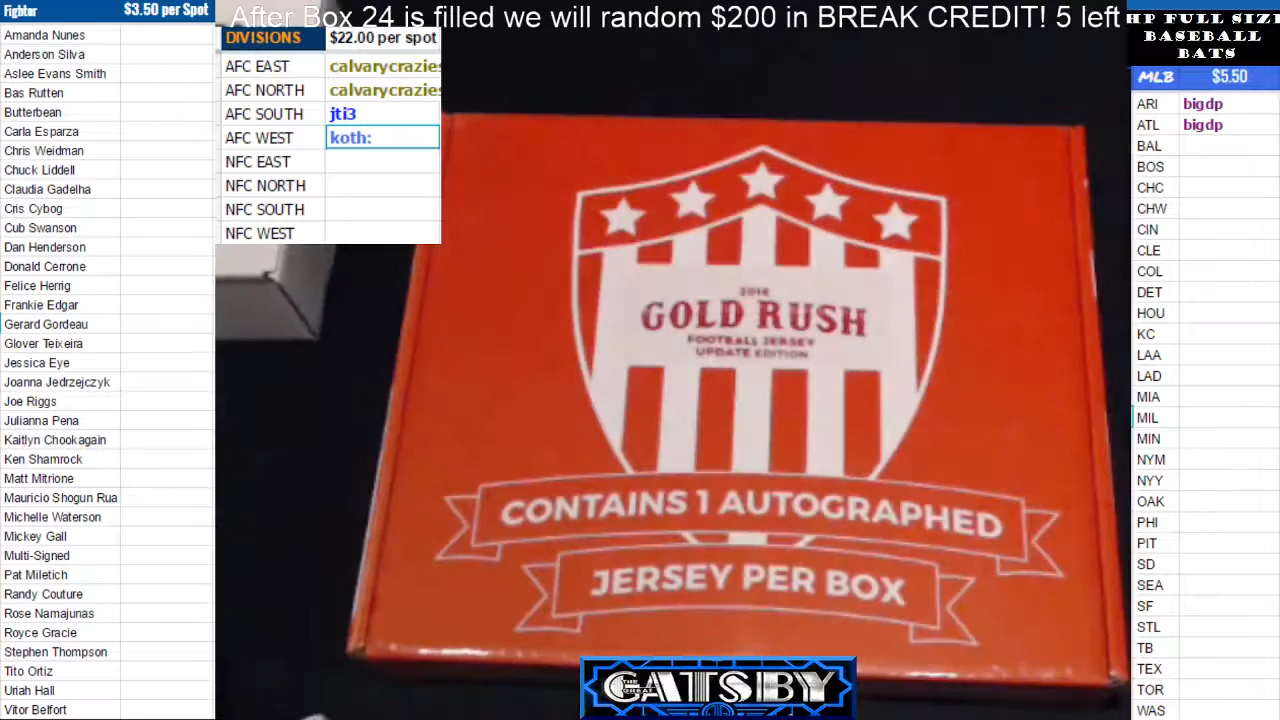 After Box 24 is filled we will random $200 in BREAK CREDIT! 5 left
Fighter $3.50 per Spot
Amanda Nunes
Anderson Silva
Aslee Evans Smith
Bas Rutten
Butterbean
Carla Esparza
Chris Weidman
Chuck Liddell
Claudia Gadelha
Cris Cybog
Cub Swanson
Dan Henderson
Donald Cerrone
Felice Herrig
Frankie Edgar
Gerard Gordeau
Glover Teixeira
Jessica Eye
Joanna Jedrzejczyk
Joe Riggs
Julianna Pena
Kaitlyn Chookagain
Ken Shamrock
Matt Mitrione
Mauricio Shogun Rua
Michelle Waterson
Mickey Gall
Multi-Signed
Pat Miletich
Randy Couture
Rose Namajunas
Royce Gracie
Stephen Thompson
Tito Ortiz
Uriah Hall
Vitor Belfort
DIVISIONS $22.00 per spot
AFC EAST calvarycrazies
AFC NORTH calvarycrazies
AFC SOUTH jti3
AFC WEST koth:
NFC EAST
NFC NORTH
NFC SOUTH
NFC WEST
2016
GOLD RUSH
FOOTBALL JERSEY
UPDATE EDITION
CONTAINS 1 AUTOGRAPHED
JERSEY PER BOX
THE GREAT
GATSBY
HP FULL SIZE
BASEBALL
BATS
MLB $5.50
ARI bigdp
ATL bigdp
BAL
BOS
CHC
CHW
CIN
CLE
COL
DET
HOU
KC
LAA
LAD
MIA
MIL
MIN
NYM
NYY
OAK
PHI
PIT
SD
SEA
SF
STL
TB
TEX
TOR
WAS